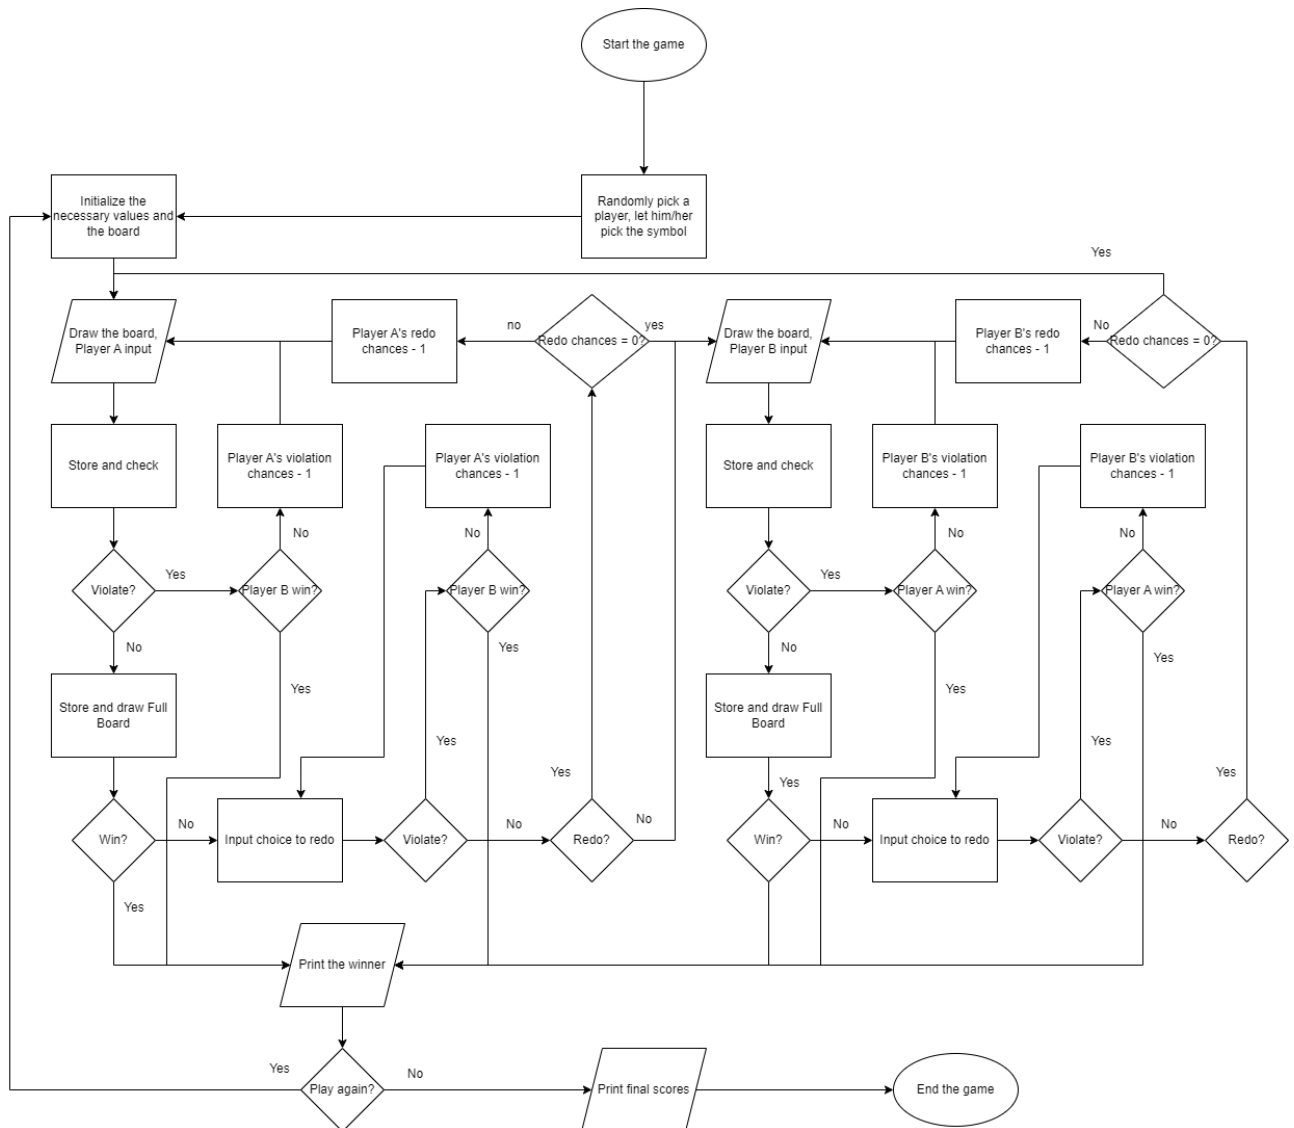 Start the game
Initialize the
necessary values and
the board
Randomly pick a
player, let him/her
pick the symbol
Yes
Draw the board,
Player A input
Player A's redo
chances - 1
no
Redo chances = 0?
yes
Draw the board,
Player B input
Player B's redo
chances - 1
No
Redo chances = 0?
Store and check
Player A's violation
chances - 1
Player A's violation
chances - 1
Store and check
Player B's violation
chances - 1
Player B's violation
chances - 1
No
No
No
No
Violate?
Yes
Player B win?
Player B win?
Violate?
Yes
Player A win?
Player A win?
No
Yes
No
Yes
Store and draw Full
Board
Yes
Store and draw Full
Board
Yes
Yes
Yes
Yes
Yes
Yes
Win?
No
Input choice to redo
Violate?
No
Redo?
No
Win?
No
Input choice to redo
Violate?
No
Redo?
Yes
Print the winner
Yes
Play again?
No
Print final scores
End the game